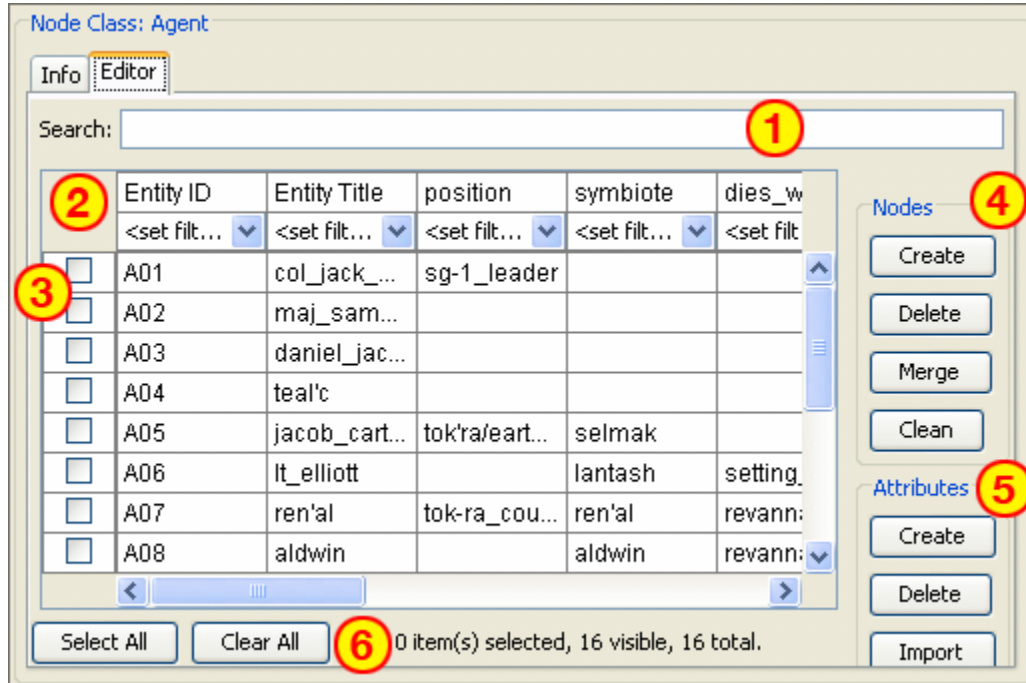 Node Class: Agent
Info Editor
Search:
1
2 Entity ID Entity Title position symbiote dies_w
<set filt... <set filt... <set filt... <set filt... <set filt
3
A01 col_jack_... sg-1_leader
A02 maj_sam...
A03 daniel_jac...
A04 teal'c
A05 jacob_cart... tok'ra/eart... selmak
A06 lt_elliott lantash setting_
A07 ren'al tok-ra_cou... ren'al revanna
A08 aldwin aldwin revanna
Nodes 4
Create
Delete
Merge
Clean
Attributes 5
Create
Delete
Import
Select All Clear All 6 0 item(s) selected, 16 visible, 16 total.